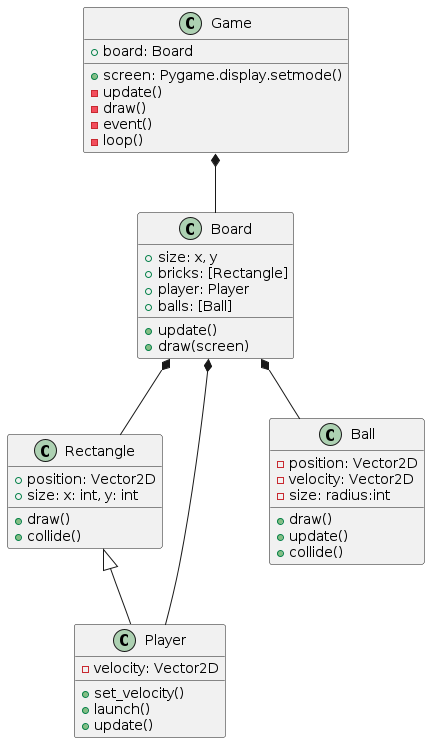 C Game
board: Board
screen: Pygame.display.setmode()
update()
draw()
event()
loop()
C Board
size: x, y
bricks: [Rectangle]
player: Player
balls: [Ball]
update()
draw(screen)
C Rectangle
position: Vector2D
size: x: int, y: int
draw()
collide()
C Ball
position: Vector2D
velocity: Vector2D
size: radius:int
draw()
update()
collide()
C Player
velocity: Vector2D
set_velocity()
launch()
update()